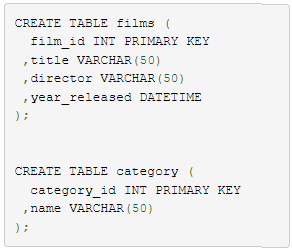 CREATE TABLE films (
  film_id INT PRIMARY KEY
 ,title VARCHAR(50)
 ,director VARCHAR(50)
 ,year_released DATETIME
);
CREATE TABLE category (
  category_id INT PRIMARY KEY
 ,name VARCHAR(50)
);